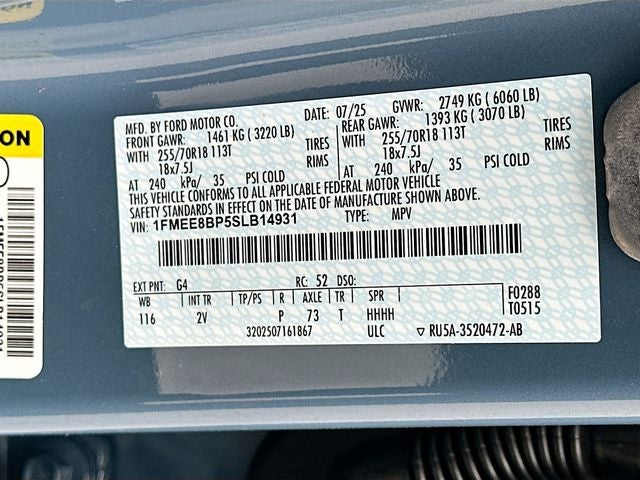 ON
MFD. BY FORD MOTOR CO. DATE: 07/25 GVWR: 2749 KG ( 6060 LB)
FRONT GAWR: 1461 KG ( 3220 LB) REAR GAWR: 1393 KG ( 3070 LB)
WITH 255/70R18 113T TIRES WITH 255/70R18 113T TIRES
18x7.5J RIMS 18x7.5J RIMS
AT 240 kPa/ 35 PSI COLD AT 240 kPa/ 35 PSI COLD
THIS VEHICLE CONFORMS TO ALL APPLICABLE FEDERAL MOTOR VEHICLE
SAFETY STANDARDS IN EFFECT ON THE DATE OF MANUFACTURE SHOWN ABOVE.
VIN: 1FMEE8BP5SLB14931 TYPE: MPV
EXT PNT: G4 RC: 52 DSO:
WB INT TR TP/PS R AXLE TR SPR F0288
116 2V P 73 T HHHH T0515
3202507161867 ULC ▽ RU5A-3520472-AB